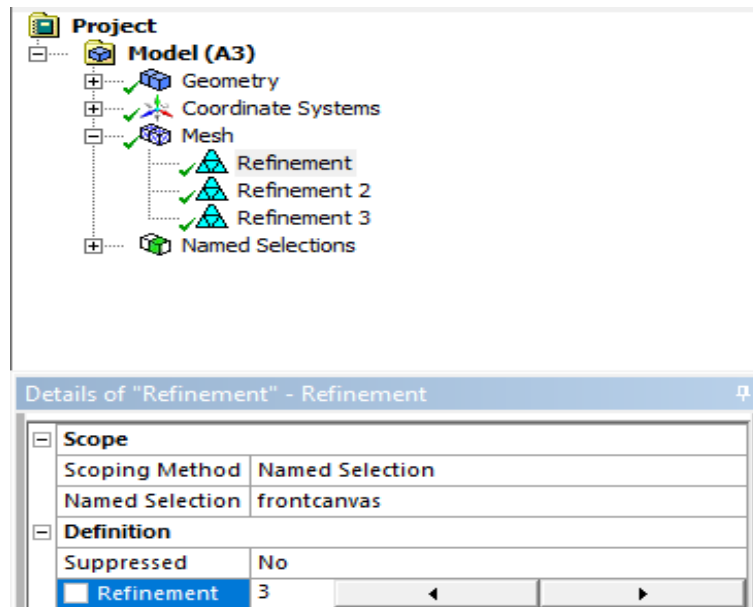 Project
Model (A3)
Geometry
Coordinate Systems
Mesh
Refinement
Refinement 2
Refinement 3
Named Selections
Details of "Refinement" - Refinement
Scope
Scoping Method Named Selection
Named Selection frontcanvas
Definition
Suppressed No
Refinement 3